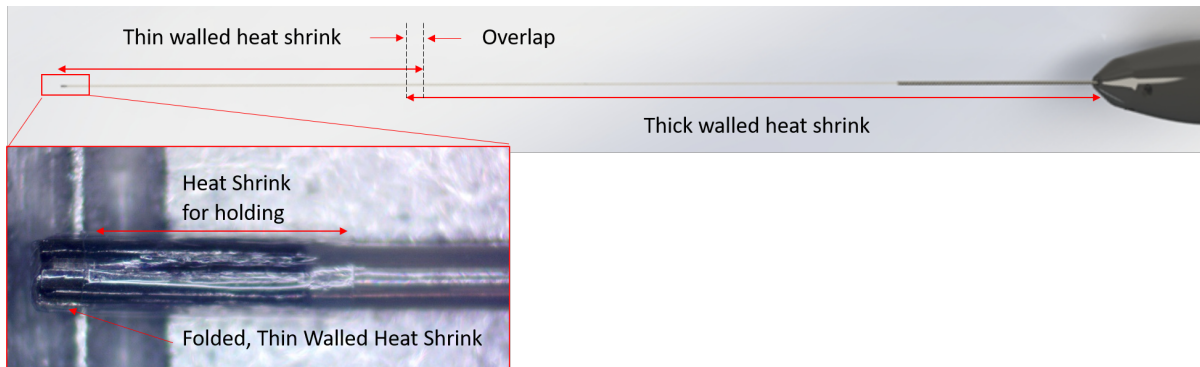 Thin walled heat shrink
Overlap
Thick walled heat shrink
Heat Shrink
for holding
Folded, Thin Walled Heat Shrink